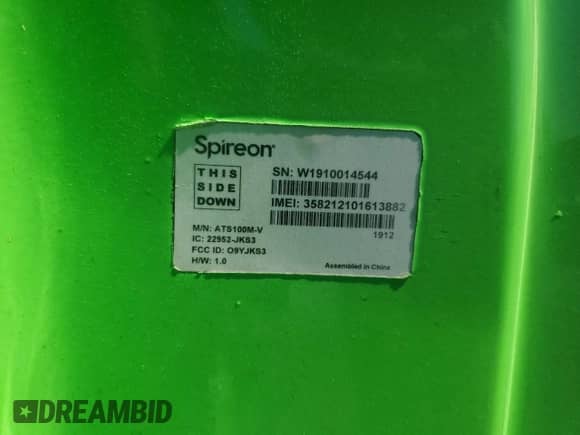 Spireon
THIS
SIDE
DOWN
SN: W1910014544
IMEI: 358212101613882
1912
M/N: ATS100M-V
IC: 22952-JKS3
FCC ID: O9YJKS3
H/W: 1.0
Assembled in China
DREAMBID